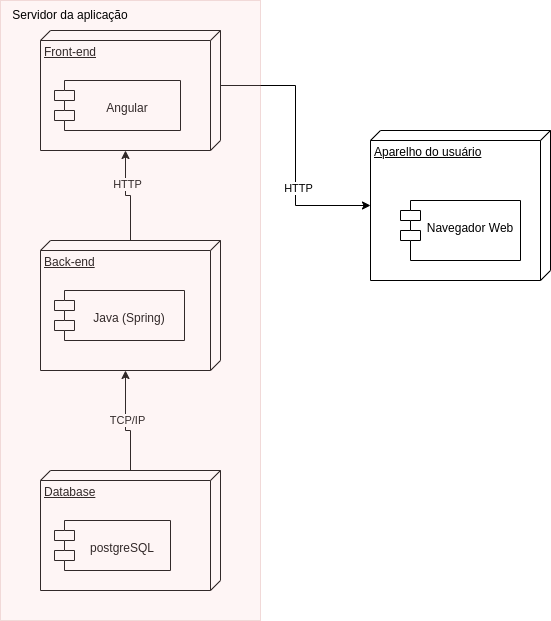 Servidor da aplicação
Front-end
Angular
HTTP
HTTP
Aparelho do usuário
Navegador Web
Back-end
Java (Spring)
TCP/IP
Database
postgreSQL